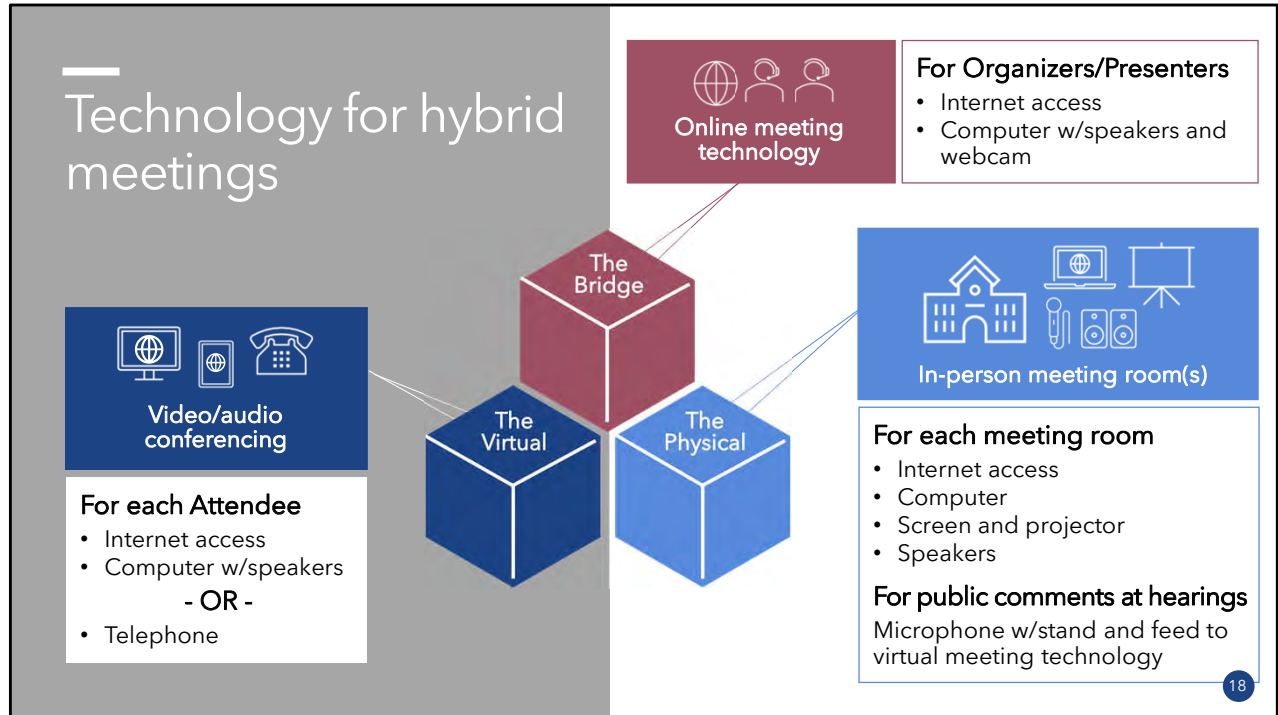 Technology for hybrid
meetings
Online meeting
technology
For Organizers/Presenters
• Internet access
• Computer w/speakers and
webcam
The
Bridge
The
Virtual
The
Physical
Video/audio
conferencing
For each Attendee
• Internet access
• Computer w/speakers
- OR -
• Telephone
In-person meeting room(s)
For each meeting room
• Internet access
• Computer
• Screen and projector
• Speakers
For public comments at hearings
Microphone w/stand and feed to
virtual meeting technology
18